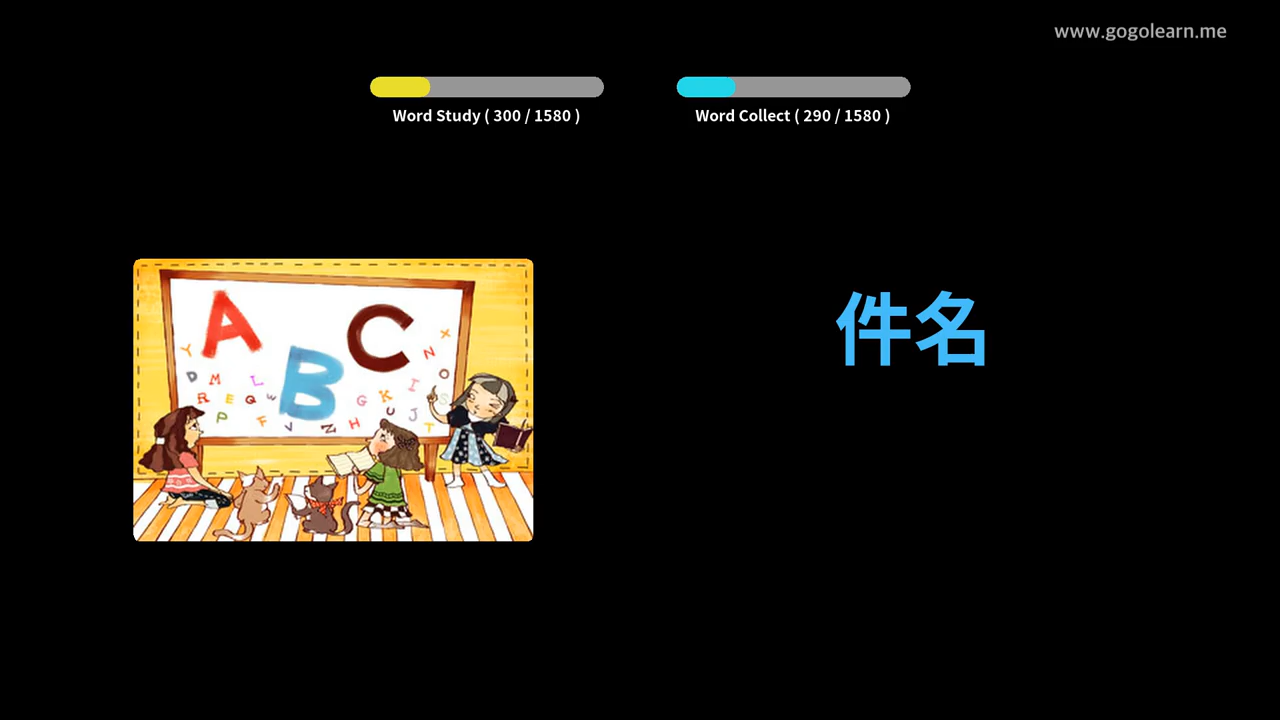 www.gogolearn.me
Word Study ( 300 / 1580 )
Word Collect ( 290 / 1580 )
件名
A
B
C
Y
X
N
D
M
L
O
R
E
Q
W
G
K
I
S
P
F
V
Z
H
U
J
T